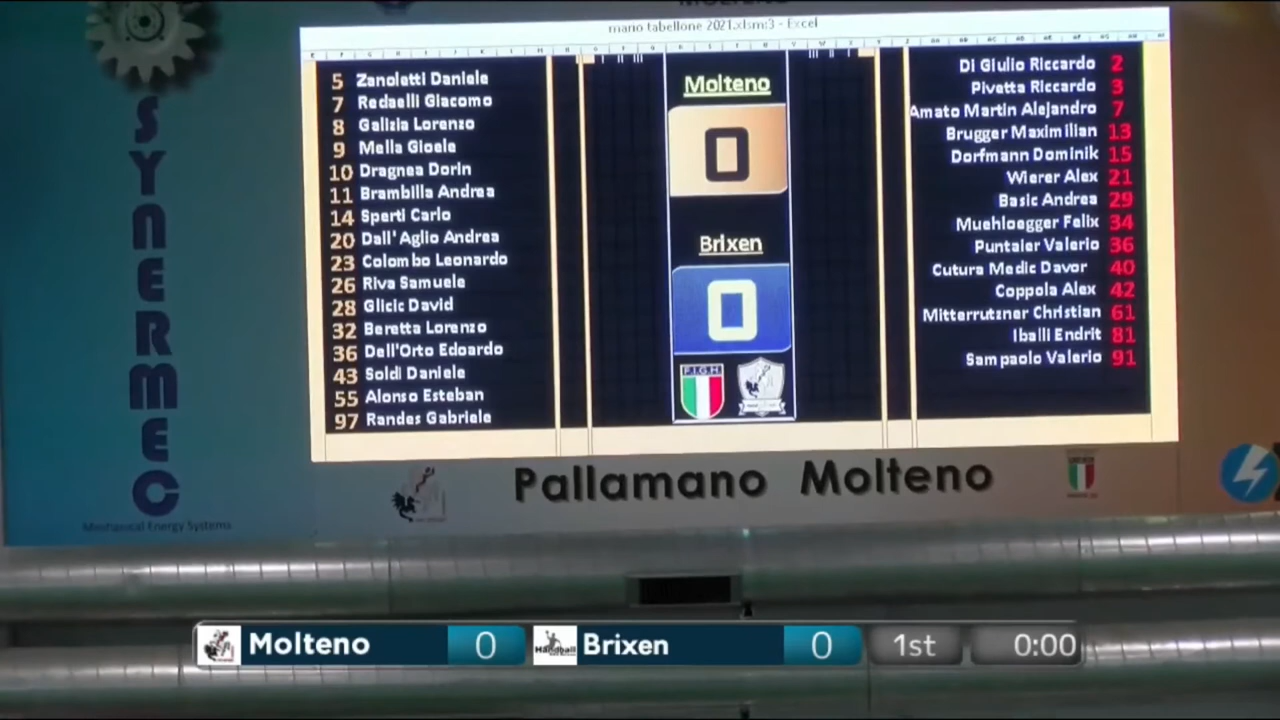 mario tabellone 2021.xlsm:3 - Excel
5 Zanoletti Daniele
7 Redaelli Giacomo
8 Galizia Lorenzo
9 Mella Gioele
10 Dragnea Dorin
11 Brambilla Andrea
14 Sperti Carlo
20 Dall'Aglio Andrea
23 Colombo Leonardo
26 Riva Samuele
28 Glicic David
32 Beretta Lorenzo
36 Dell'Orto Edoardo
43 Soldi Daniele
55 Alonso Esteban
97 Randes Gabriele
Molteno
0
Brixen
0
F.I.G.H
Di Giulio Riccardo 2
Pivetta Riccardo 3
Amato Martin Alejandro 7
Brugger Maximilian 13
Dorfmann Dominik 15
Wierer Alex 21
Basic Andrea 29
Muehloegger Felix 34
Puntaier Valerio 36
Cutura Medic Davor 40
Coppola Alex 42
Mitterrutzner Christian 61
Iballi Endrit 81
Sampaolo Valerio 91
SYNERMEC
Mechanical Energy Systems
Pallamano Molteno
Molteno 0 Handball Brixen 0 1st 0:00